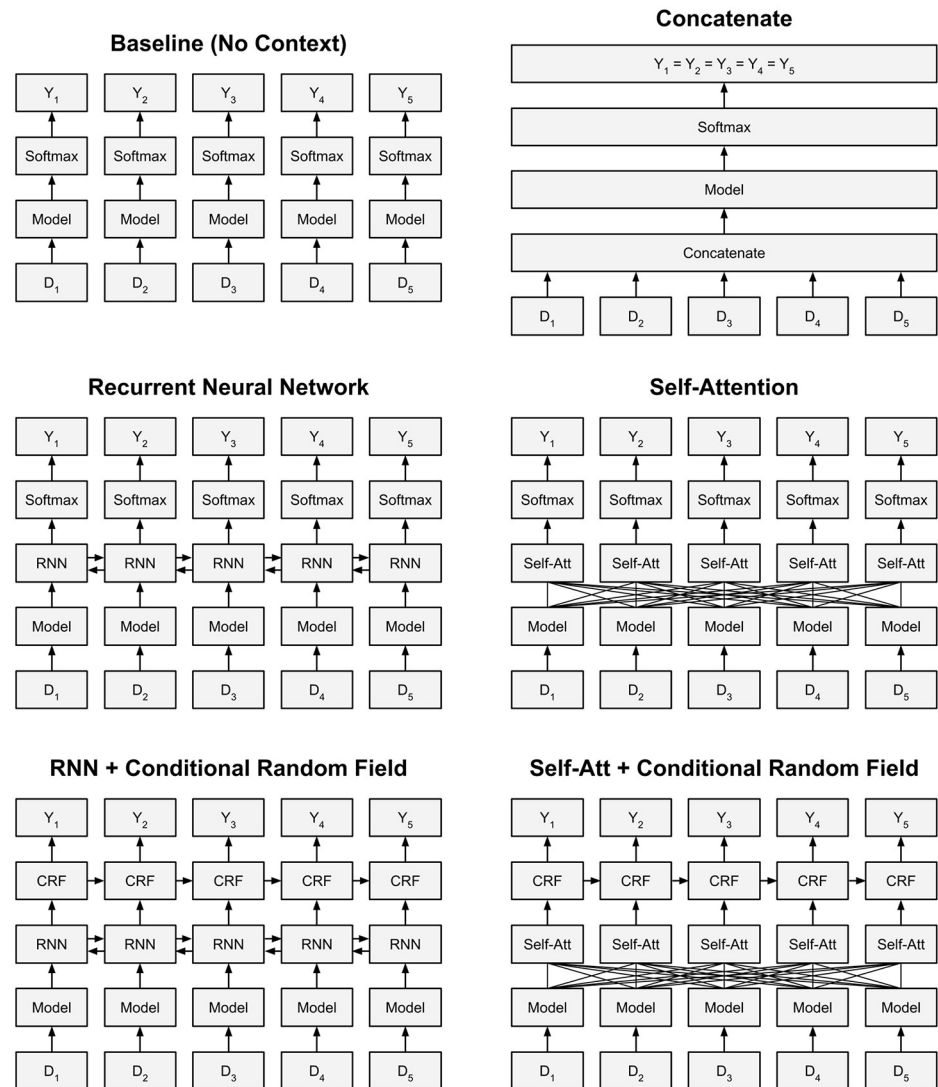 Baseline (No Context)
Y₁ Y₂ Y₃ Y₄ Y₅
Softmax Softmax Softmax Softmax Softmax
Model Model Model Model Model
D₁ D₂ D₃ D₄ D₅
Concatenate
Y₁ = Y₂ = Y₃ = Y₄ = Y₅
Softmax
Model
Concatenate
D₁ D₂ D₃ D₄ D₅
Recurrent Neural Network
Y₁ Y₂ Y₃ Y₄ Y₅
Softmax Softmax Softmax Softmax Softmax
RNN RNN RNN RNN RNN
Model Model Model Model Model
D₁ D₂ D₃ D₄ D₅
Self-Attention
Y₁ Y₂ Y₃ Y₄ Y₅
Softmax Softmax Softmax Softmax Softmax
Self-Att Self-Att Self-Att Self-Att Self-Att
Model Model Model Model Model
D₁ D₂ D₃ D₄ D₅
RNN + Conditional Random Field
Y₁ Y₂ Y₃ Y₄ Y₅
CRF CRF CRF CRF CRF
RNN RNN RNN RNN RNN
Model Model Model Model Model
D₁ D₂ D₃ D₄ D₅
Self-Att + Conditional Random Field
Y₁ Y₂ Y₃ Y₄ Y₅
CRF CRF CRF CRF CRF
Self-Att Self-Att Self-Att Self-Att Self-Att
Model Model Model Model Model
D₁ D₂ D₃ D₄ D₅